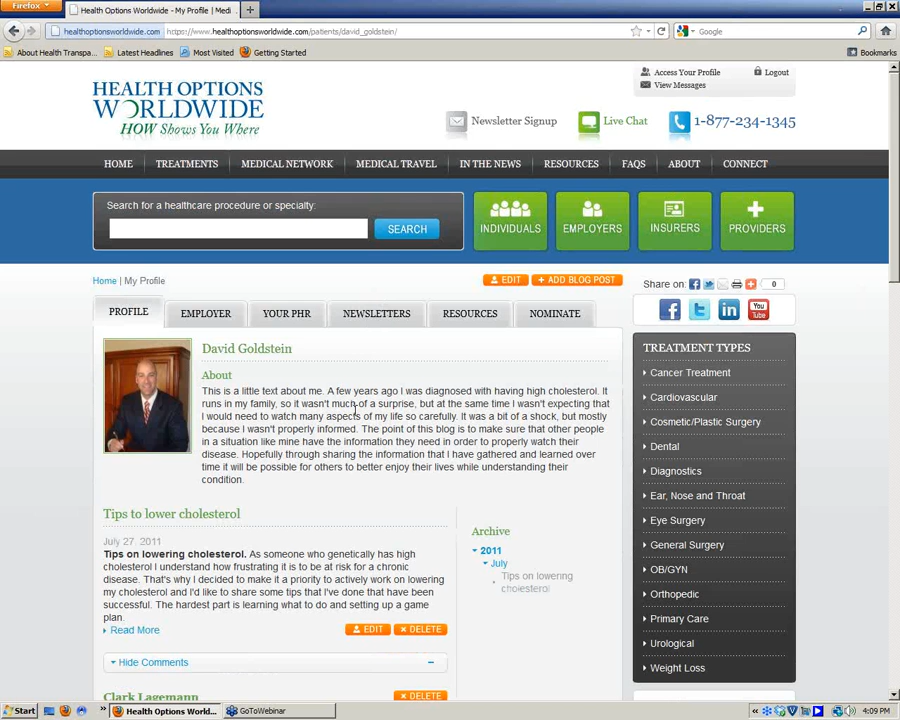 Firefox
Health Options Worldwide - My Profile | Medi...
+
healthoptionsworldwide.com https://www.healthoptionsworldwide.com/patients/david_goldstein/
Google
About Health Transpa...
Latest Headlines
Most Visited
Getting Started
Bookmarks
HEALTH OPTIONS
WORLDWIDE
HOW Shows You Where
Access Your Profile
Logout
View Messages
Newsletter Signup
Live Chat
1-877-234-1345
HOME
TREATMENTS
MEDICAL NETWORK
MEDICAL TRAVEL
IN THE NEWS
RESOURCES
FAQS
ABOUT
CONNECT
Search for a healthcare procedure or specialty:
SEARCH
INDIVIDUALS
EMPLOYERS
INSURERS
PROVIDERS
Home | My Profile
EDIT
+ ADD BLOG POST
Share on:
0
PROFILE
EMPLOYER
YOUR PHR
NEWSLETTERS
RESOURCES
NOMINATE
f
t
in
You Tube
David Goldstein
About
This is a little text about me. A few years ago I was diagnosed with having high cholesterol. It
runs in my family, so it wasn't much of a surprise, but at the same time I wasn't expecting that
I would need to watch many aspects of my life so carefully. It was a bit of a shock, but mostly
because I wasn't properly informed. The point of this blog is to make sure that other people
in a situation like mine have the information they need in order to properly watch their
disease. Hopefully through sharing the information that I have gathered and learned over
time it will be possible for others to better enjoy their lives while understanding their
condition.
Tips to lower cholesterol
July 27, 2011
Tips on lowering cholesterol. As someone who genetically has high
cholesterol I understand how frustrating it is to be at risk for a chronic
disease. That's why I decided to make it a priority to actively work on lowering
my cholesterol and I'd like to share some tips that I've done that have been
successful. The hardest part is learning what to do and setting up a game
plan.
Read More
EDIT
DELETE
Hide Comments
Clark Lagemann
DELETE
Archive
2011
July
Tips on lowering
cholesterol
TREATMENT TYPES
Cancer Treatment
Cardiovascular
Cosmetic/Plastic Surgery
Dental
Diagnostics
Ear, Nose and Throat
Eye Surgery
General Surgery
OB/GYN
Orthopedic
Primary Care
Urological
Weight Loss
Start
Health Options Worldw...
GoToWebinar
4:09 PM